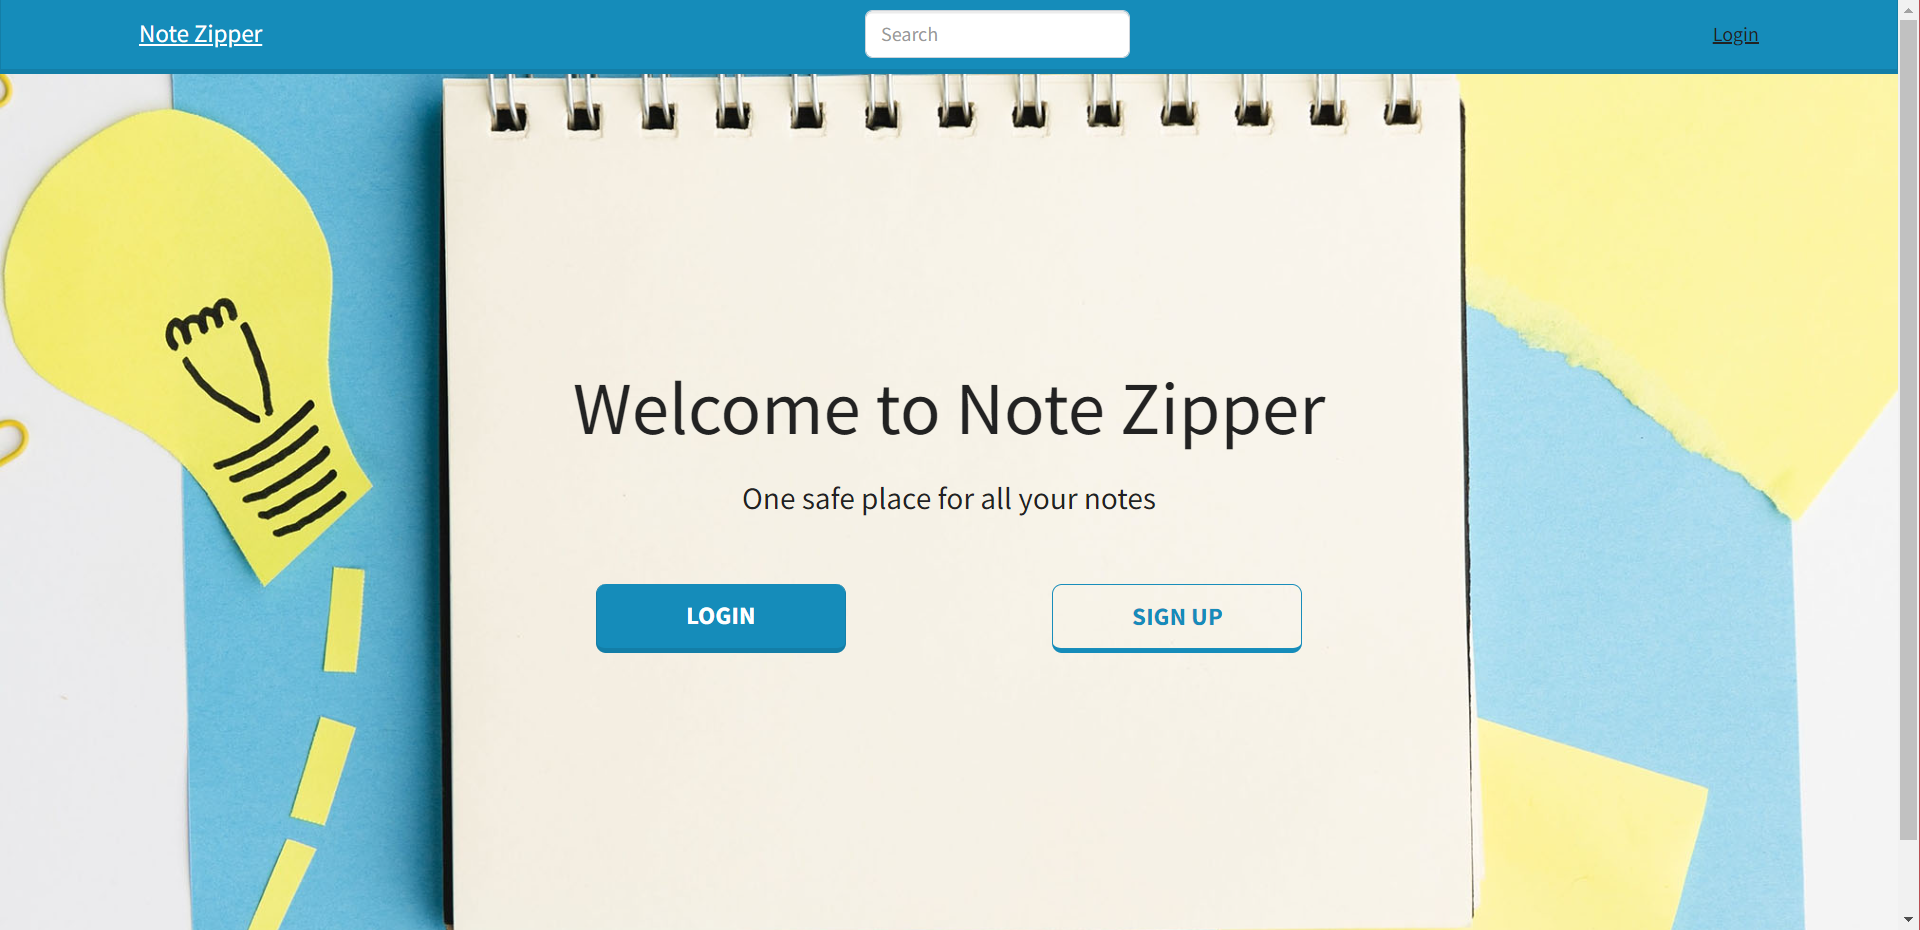 Note Zipper
Search
Login
Welcome to Note Zipper
One safe place for all your notes
LOGIN
SIGN UP